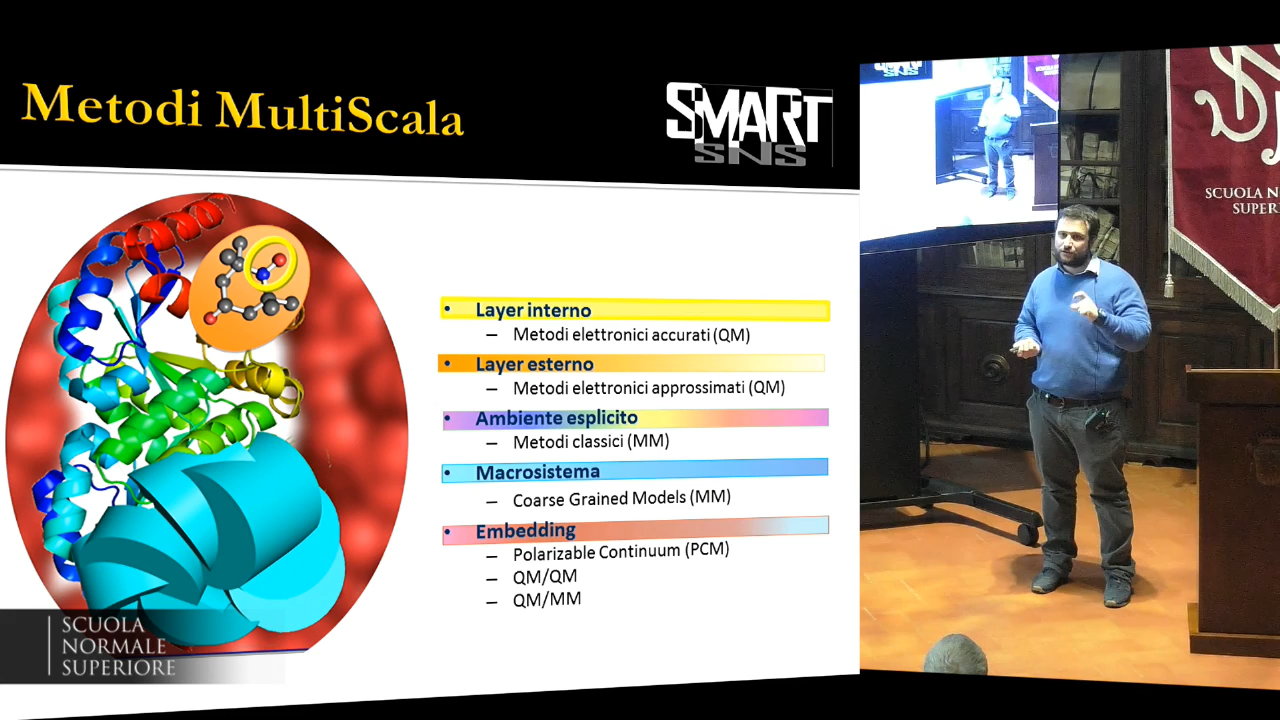 Metodi MultiScala
SMART
SNS
• Layer interno
– Metodi elettronici accurati (QM)
• Layer esterno
– Metodi elettronici approssimati (QM)
• Ambiente esplicito
– Metodi classici (MM)
• Macrosistema
– Coarse Grained Models (MM)
• Embedding
– Polarizable Continuum (PCM)
– QM/QM
– QM/MM
SCUOLA
NORMALE
SUPERIORE
SNS
SCUOLA N
SUPER